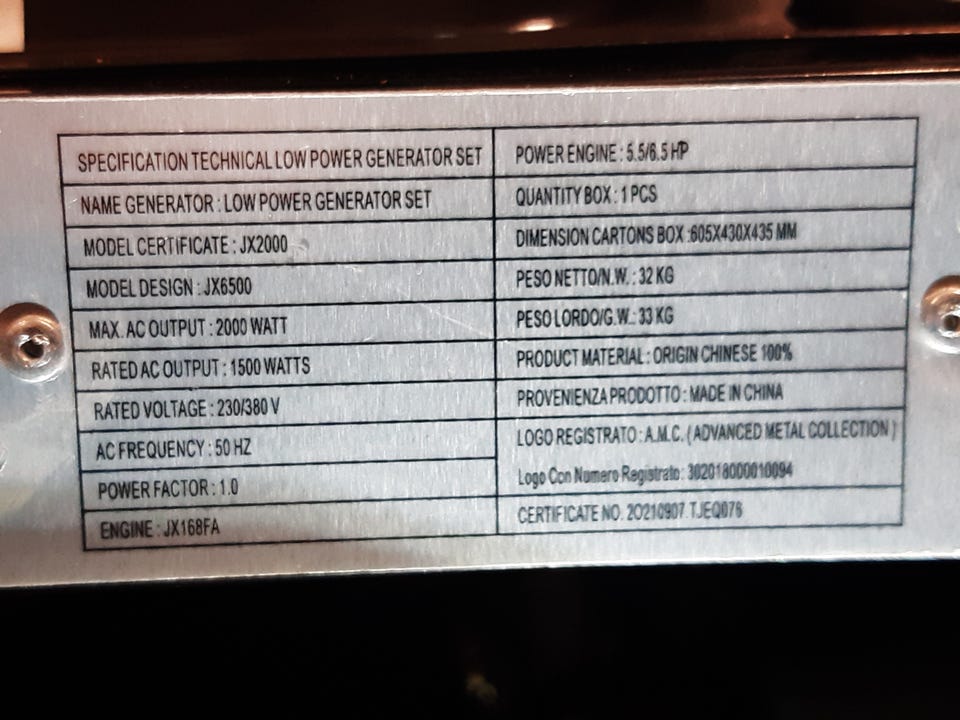 SPECIFICATION TECHNICAL LOW POWER GENERATOR SET
NAME GENERATOR : LOW POWER GENERATOR SET
MODEL CERTIFICATE : JX2000
MODEL DESIGN : JX6500
MAX. AC OUTPUT : 2000 WATT
RATED AC OUTPUT : 1500 WATTS
RATED VOLTAGE : 230/380 V
AC FREQUENCY : 50 HZ
POWER FACTOR : 1.0
ENGINE : JX168FA
POWER ENGINE : 5.5/6.5 HP
QUANTITY BOX : 1 PCS
DIMENSION CARTONS BOX :605X430X435 MM
PESO NETTO/N.W. : 32 KG
PESO LORDO/G.W.: 33 KG
PRODUCT MATERIAL : ORIGIN CHINESE 100%
PROVENIENZA PRODOTTO : MADE IN CHINA
LOGO REGISTRATO : A.M.C. ( ADVANCED METAL COLLECTION )
Logo Con Numero Registrato: 302018000010094
CERTIFICATE NO. 20210907 TJEQ076